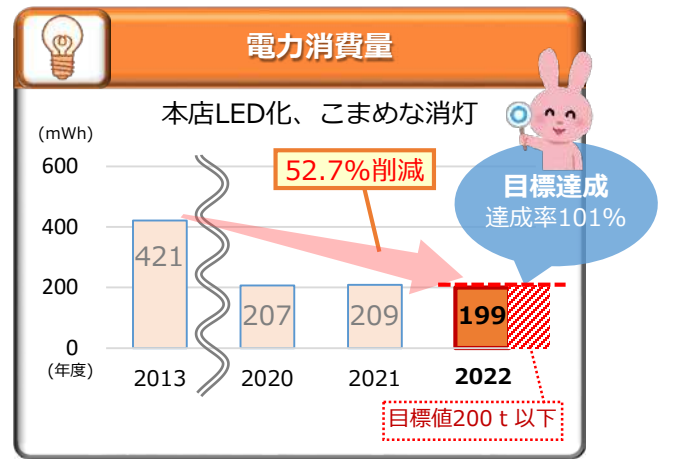 電力消費量
本店LED化、こまめな消灯
(mWh)
600
52.7%削減
目標達成
達成率101%
400
421
200
207
209
199
0
(年度)
2013
2020
2021
2022
目標値200ｔ以下